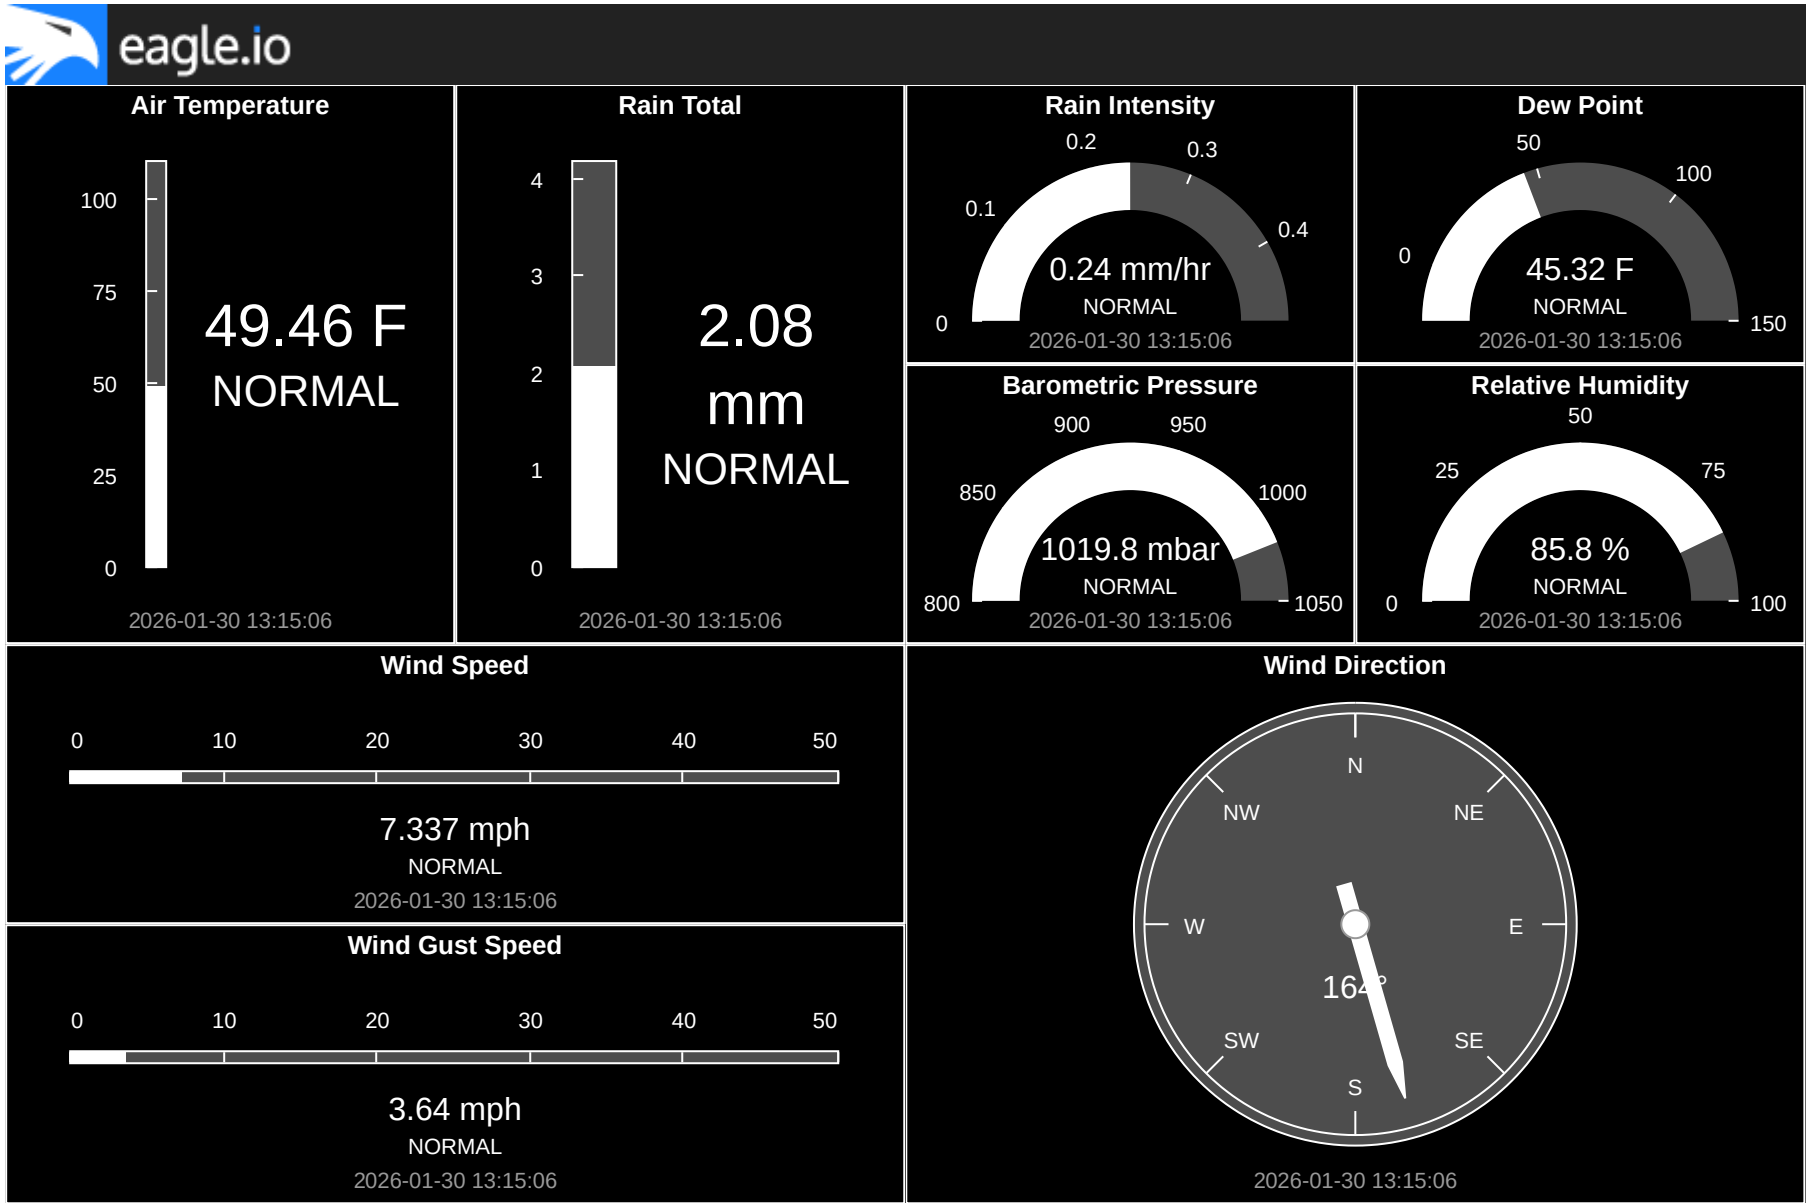 eagle.io
Air Temperature
100
75
50
25
0
49.46 F
NORMAL
2026-01-30 13:15:06
Rain Total
4
3
2
1
0
2.08
mm
NORMAL
2026-01-30 13:15:06
Rain Intensity
0
0.1
0.2
0.3
0.4
0.24 mm/hr
NORMAL
2026-01-30 13:15:06
Dew Point
0
50
100
150
45.32 F
NORMAL
2026-01-30 13:15:06
Barometric Pressure
800
850
900
950
1000
1050
1019.8 mbar
NORMAL
2026-01-30 13:15:06
Relative Humidity
0
25
50
75
100
85.8 %
NORMAL
2026-01-30 13:15:06
Wind Speed
0 10 20 30 40 50
7.337 mph
NORMAL
2026-01-30 13:15:06
Wind Gust Speed
0 10 20 30 40 50
3.64 mph
NORMAL
2026-01-30 13:15:06
Wind Direction
N
NW NE
W E
164°
SW SE
S
2026-01-30 13:15:06